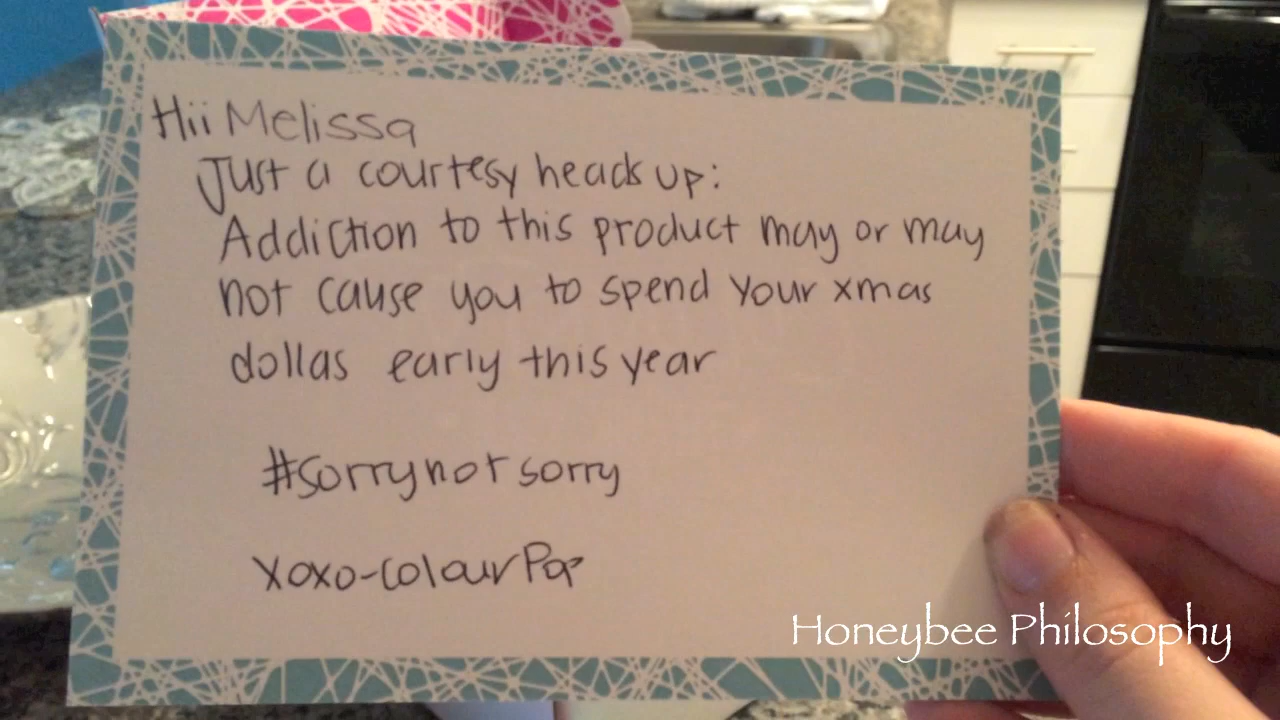 Hii Melissa
Just a courtesy heads up:
Addiction to this product may or may
not cause you to spend your xmas
dollas early this year
#sorrynotsorry
xoxo-ColourPop
Honeybee Philosophy